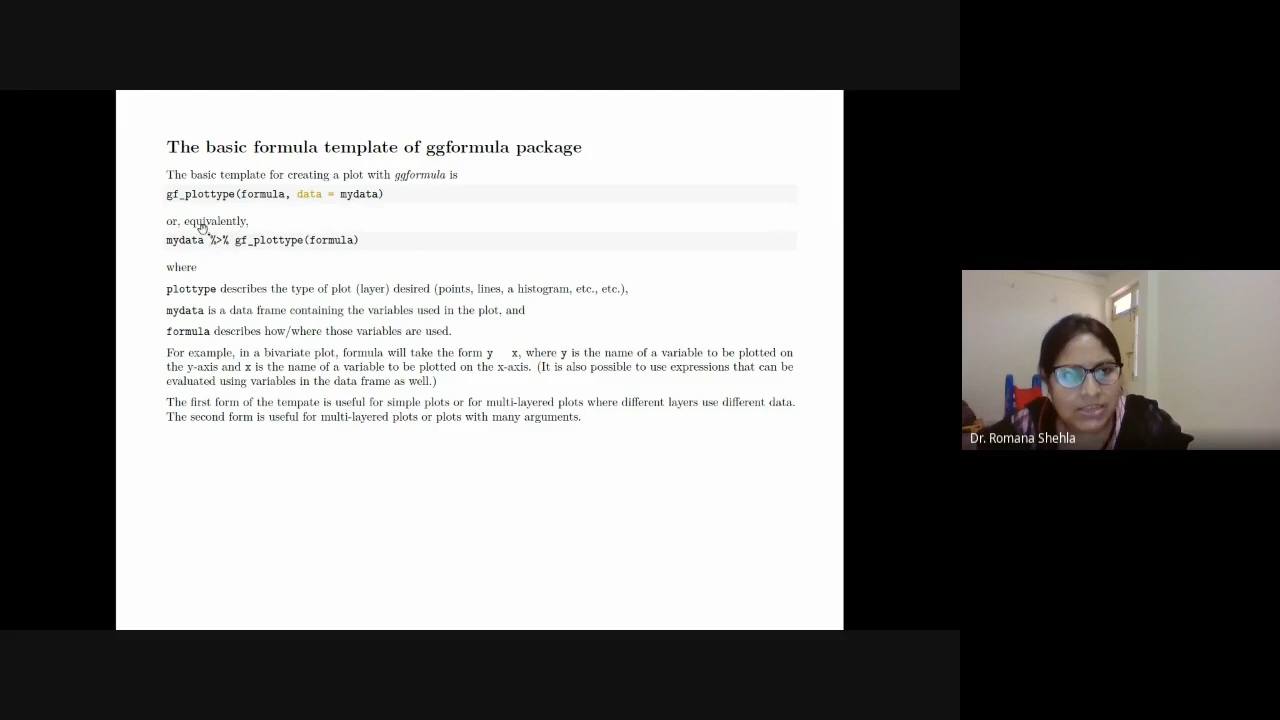 The basic formula template of ggformula package
The basic template for creating a plot with ggformula is
gf_plottype(formula, data = mydata)
or, equivalently,
mydata %>% gf_plottype(formula)
where
plottype describes the type of plot (layer) desired (points, lines, a histogram, etc., etc.),
mydata is a data frame containing the variables used in the plot, and
formula describes how/where those variables are used.
For example, in a bivariate plot, formula will take the form y x, where y is the name of a variable to be plotted on
the y-axis and x is the name of a variable to be plotted on the x-axis. (It is also possible to use expressions that can be
evaluated using variables in the data frame as well.)
The first form of the tempate is useful for simple plots or for multi-layered plots where different layers use different data.
The second form is useful for multi-layered plots or plots with many arguments.
Dr. Romana Shehla